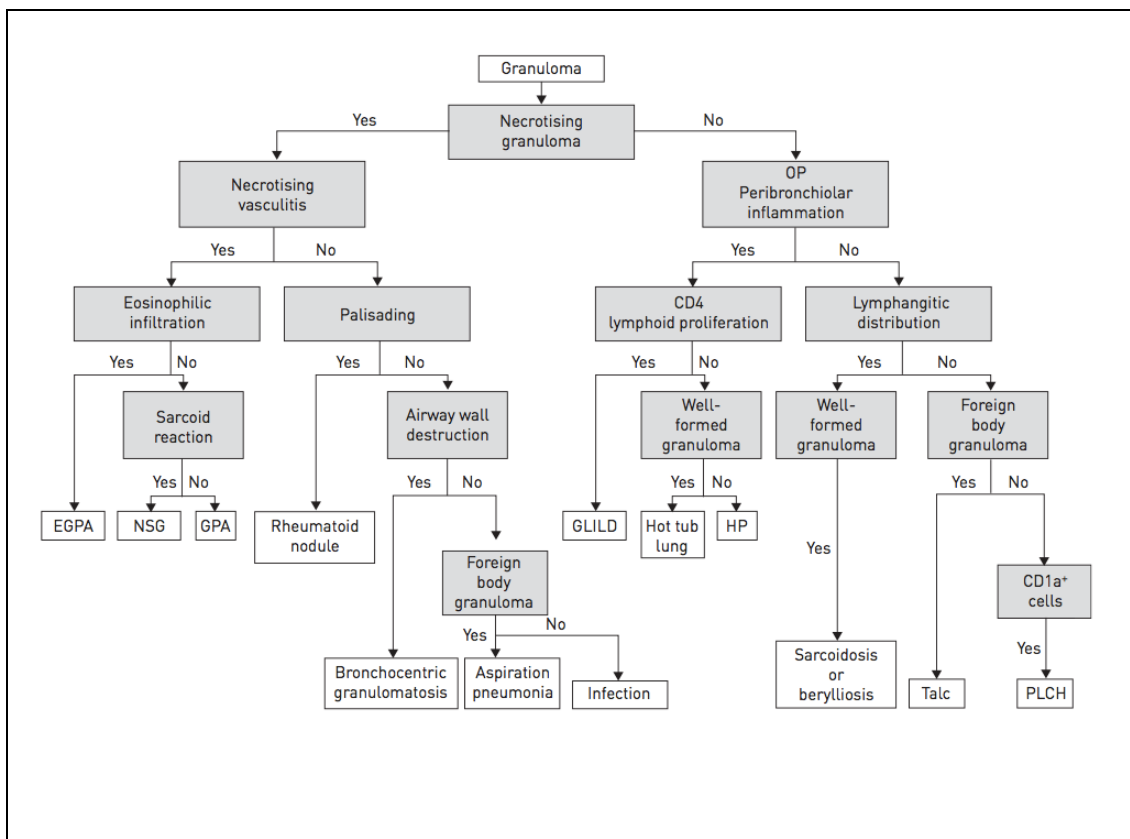 Granuloma
Necrotising
granuloma
Yes
No
Necrotising
vasculitis
OP
Peribronchiolar
inflammation
Yes
No
Yes
No
Eosinophilic
infiltration
Palisading
CD4
lymphoid proliferation
Lymphangitic
distribution
Yes
No
Yes
No
Yes
No
Yes
No
Sarcoid
reaction
Airway wall
destruction
Well-
formed
granuloma
Well-
formed
granuloma
Foreign
body
granuloma
Yes
No
Yes
No
Yes
No
Yes
No
EGPA
NSG
GPA
Rheumatoid
nodule
GLILD
Hot tub
lung
HP
Foreign
body
granuloma
Yes
CD1a+
cells
Yes
No
Yes
Bronchocentric
granulomatosis
Aspiration
pneumonia
Infection
Sarcoidosis
or
berylliosis
Talc
PLCH